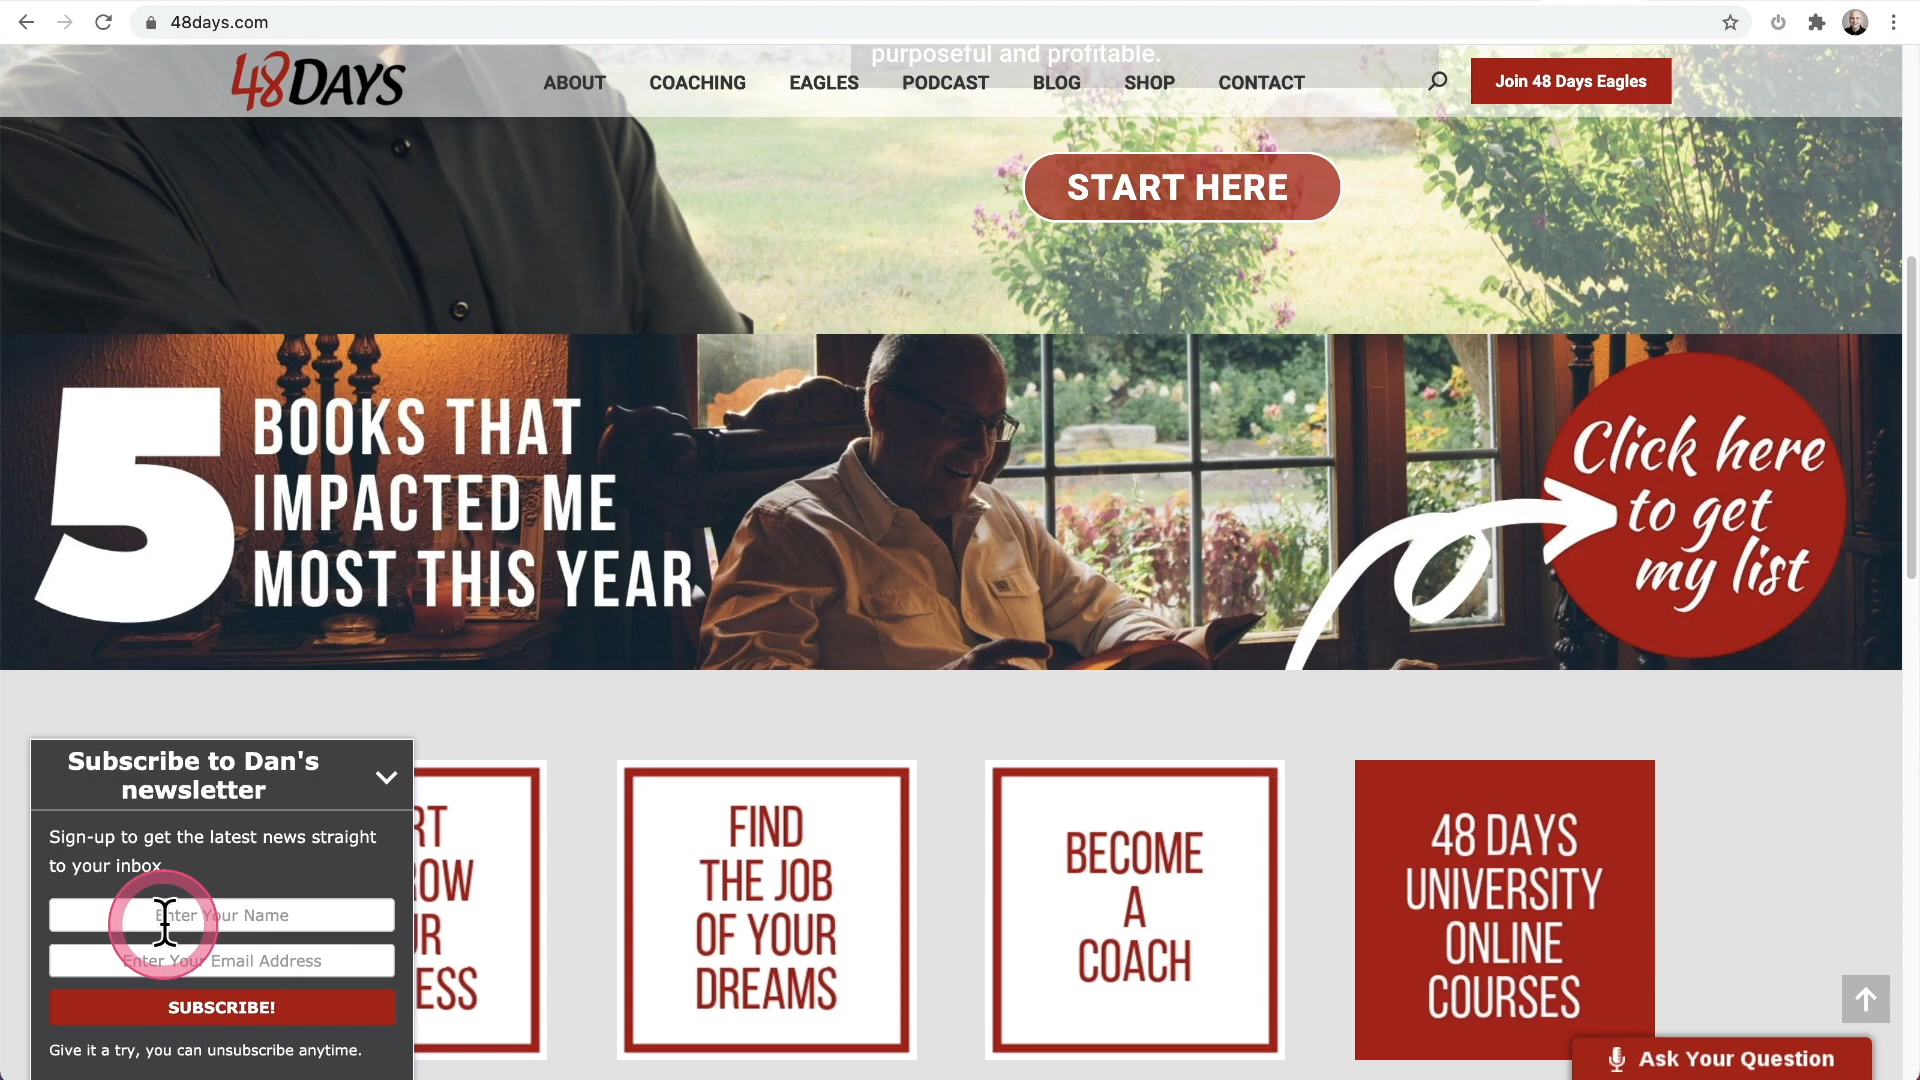 48days.com
purposeful and profitable.
48DAYS
ABOUT
COACHING
EAGLES
PODCAST
BLOG
SHOP
CONTACT
Join 48 Days Eagles
START HERE
5
BOOKS THAT
IMPACTED ME
MOST THIS YEAR
Click here
to get
my list
Subscribe to Dan's
newsletter
Sign-up to get the latest news straight
to your inbox
Enter Your Name
Enter Your Email Address
SUBSCRIBE!
Give it a try, you can unsubscribe anytime.
RT
OW
R
ESS
FIND
THE JOB
OF YOUR
DREAMS
BECOME
A
COACH
48 DAYS
UNIVERSITY
ONLINE
COURSES
Ask Your Question